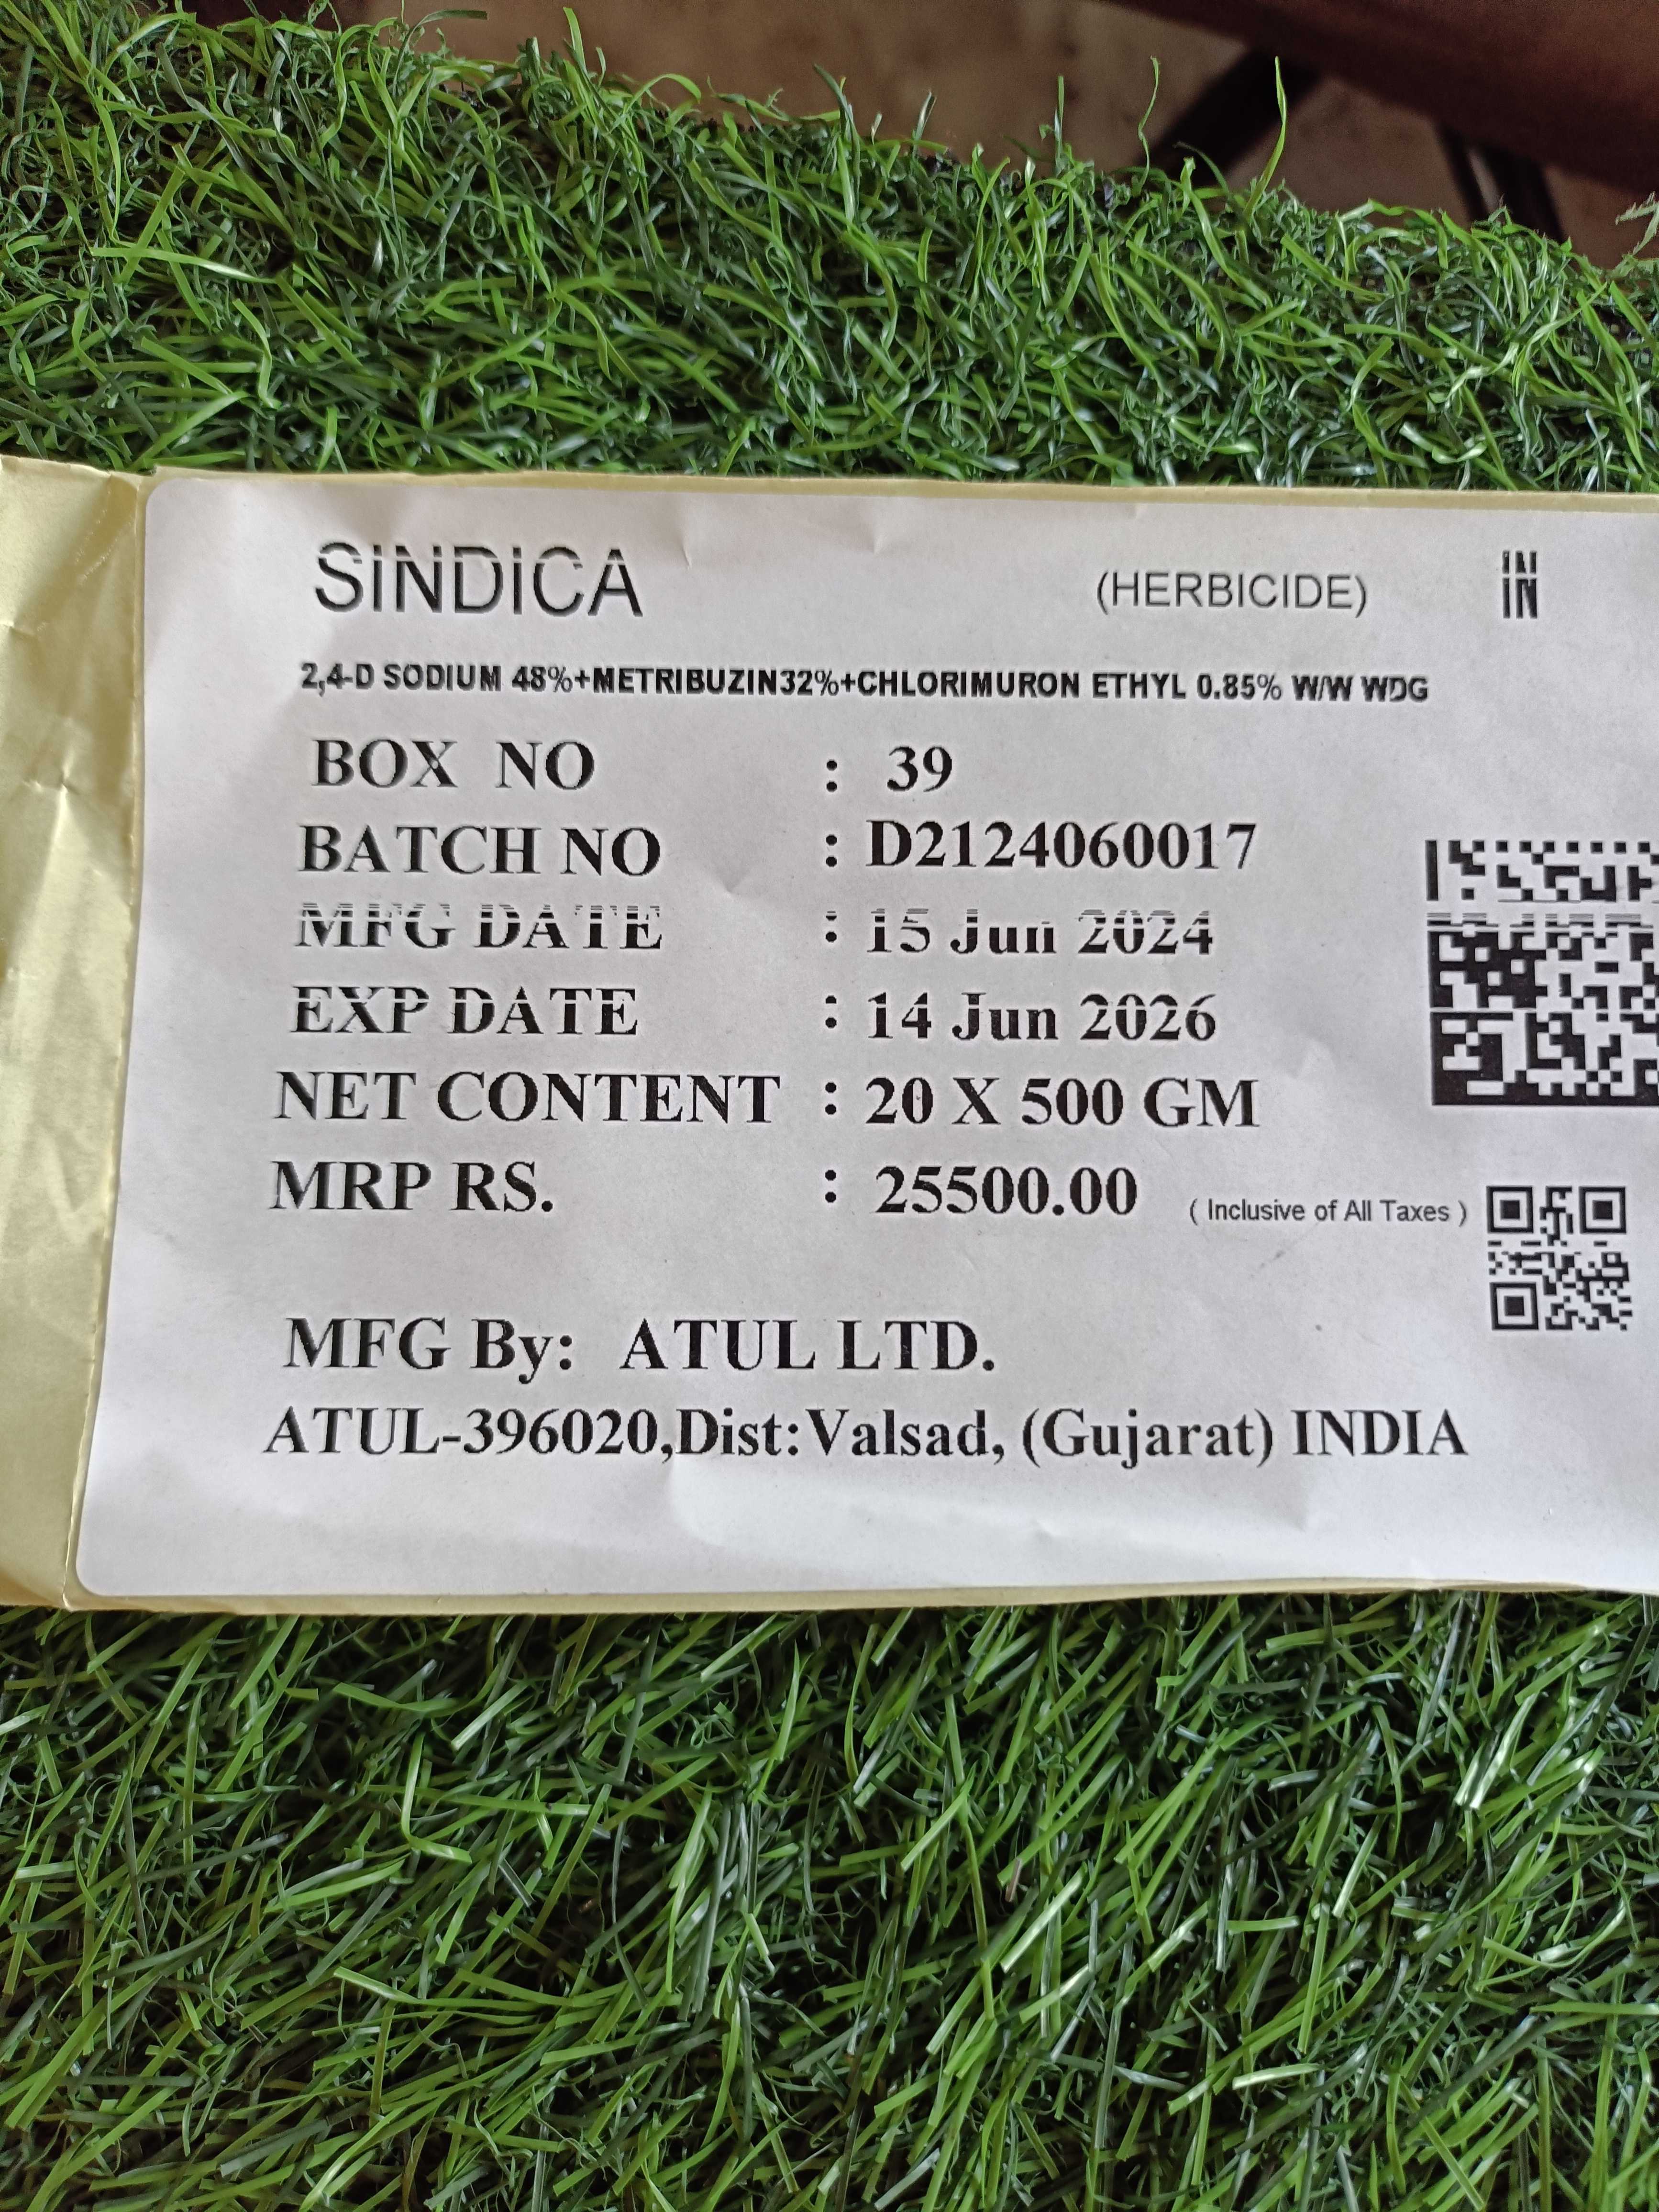 SINDICA (HERBICIDE) IN
2,4-D SODIUM 48%+METRIBUZIN32%+CHLORIMURON ETHYL 0.85% W/W WDG
BOX NO : 39
BATCH NO : D2124060017
MFG DATE : 15 Jun 2024
EXP DATE : 14 Jun 2026
NET CONTENT : 20 X 500 GM
MRP RS. : 25500.00 ( Inclusive of All Taxes )
MFG By: ATUL LTD.
ATUL-396020,Dist:Valsad, (Gujarat) INDIA